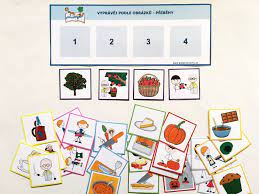 VYPRÁVĚJ PODLE OBRÁZKŮ - PŘÍBĚHY
1 2 3 4